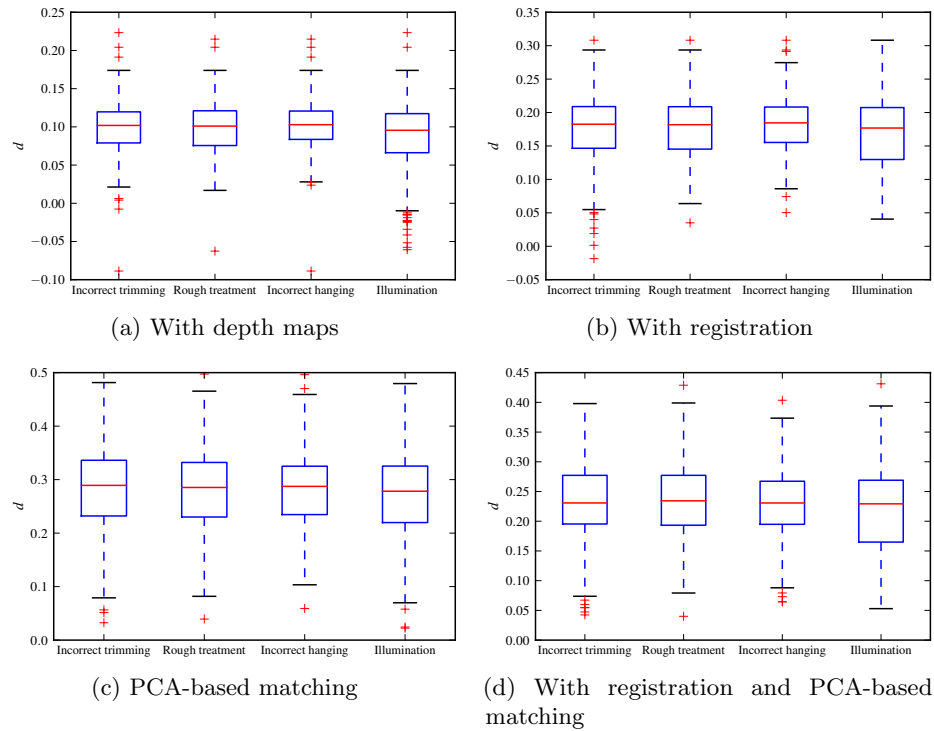 0.25
0.20
0.15
0.10
0.05
0.00
−0.05
−0.10
d
Incorrect trimming Rough treatment Incorrect hanging Illumination
(a) With depth maps
0.35
0.30
0.25
0.20
0.15
0.10
0.05
0.00
−0.05
d
Incorrect trimming Rough treatment Incorrect hanging Illumination
(b) With registration
0.5
0.4
0.3
0.2
0.1
0.0
d
Incorrect trimming Rough treatment Incorrect hanging Illumination
(c) PCA-based matching
0.45
0.40
0.35
0.30
0.25
0.20
0.15
0.10
0.05
0.00
d
Incorrect trimming Rough treatment Incorrect hanging Illumination
(d) With registration and PCA-based
matching